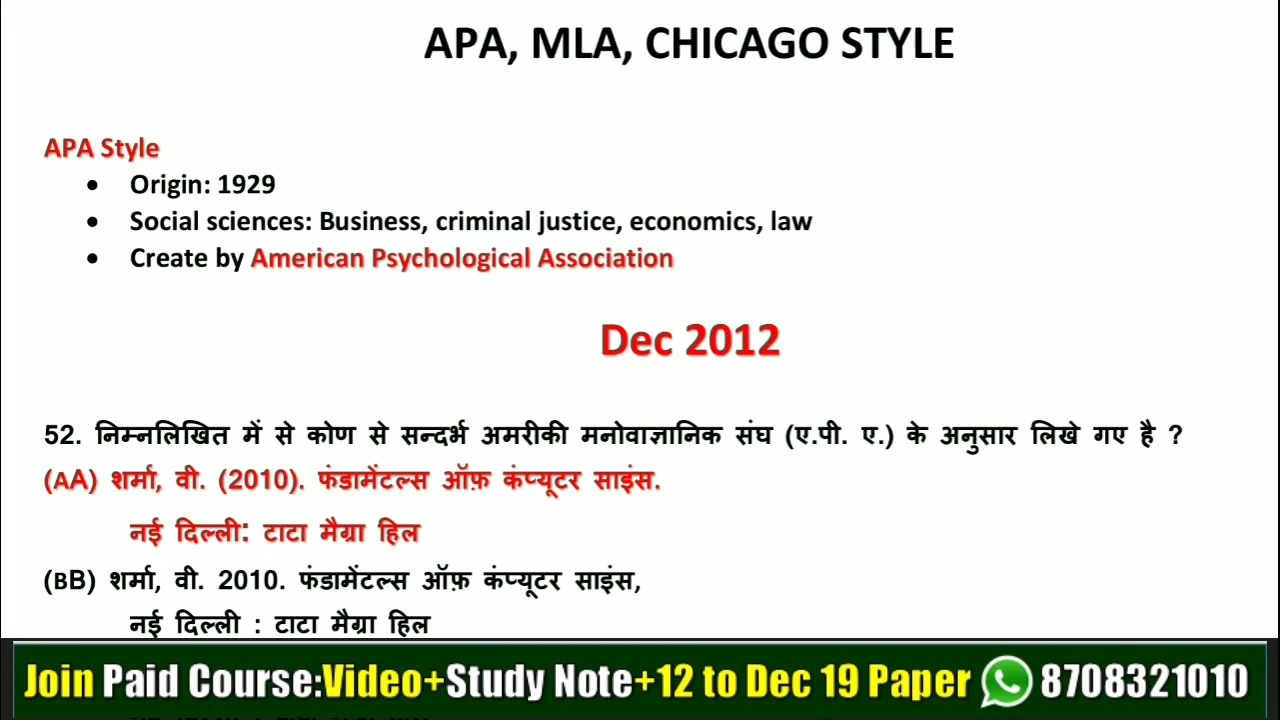 APA, MLA, CHICAGO STYLE
APA Style
• Origin: 1929
• Social sciences: Business, criminal justice, economics, law
• Create by American Psychological Association
Dec 2012
52. निम्नलिखित में से कोण से सन्दर्भ अमरीकी मनोवाज्ञानिक संघ (ए.पी. ए.) के अनुसार लिखे गए है ?
(AA) शर्मा, वी. (2010). फंडामेंटल्स ऑफ़ कंप्यूटर साइंस.
नई दिल्ली: टाटा मैग्रा हिल
(BB) शर्मा, वी. 2010. फंडामेंटल्स ऑफ़ कंप्यूटर साइंस,
नई दिल्ली : टाटा मैग्रा हिल
Join Paid Course:Video+Study Note+12 to Dec 19 Paper 8708321010